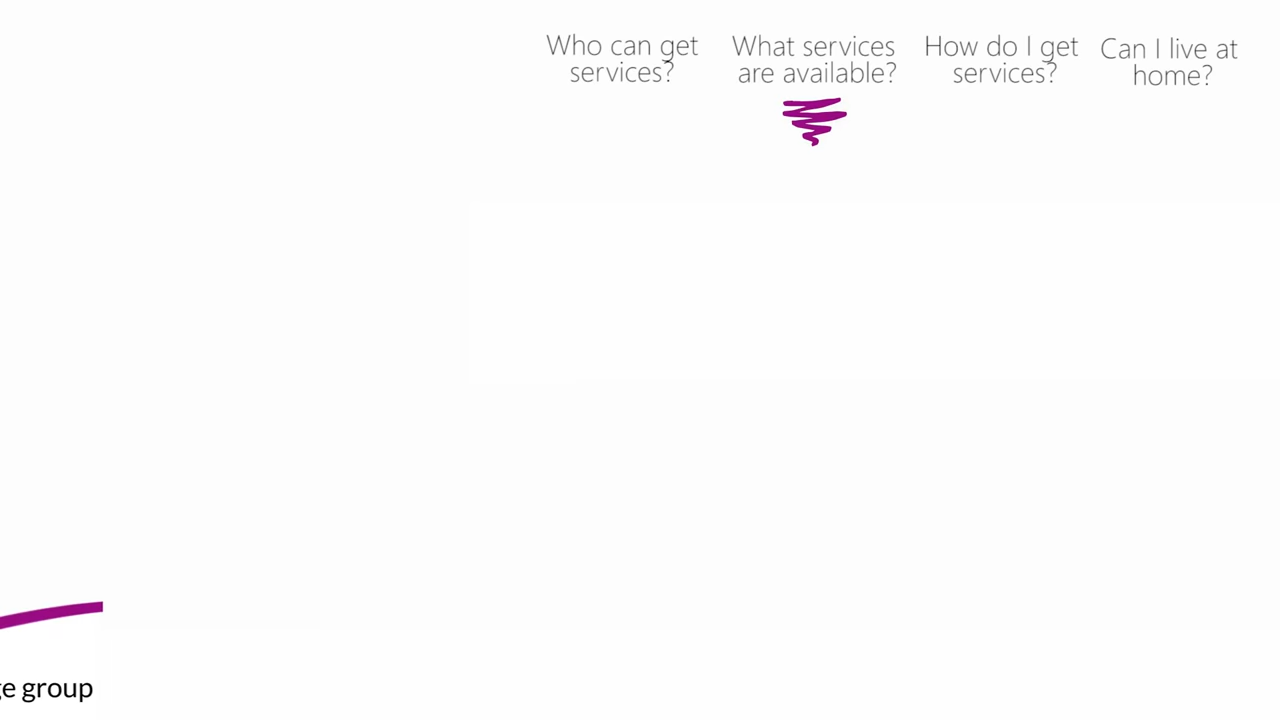 Who can get
services?
What services
are available?
How do I get
services?
Can I live at
home?
group